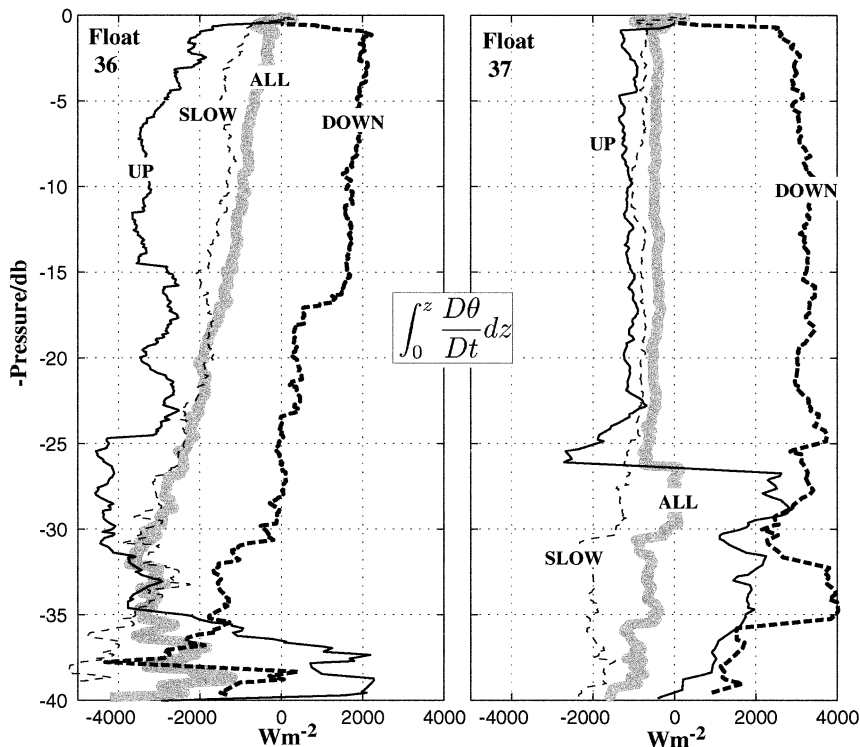 Float
36
Float
37
ALL
SLOW
DOWN
UP
UP
DOWN
ALL
SLOW
∫₀ᶻ Dθ/Dt dz
-Pressure/db
0
-5
-10
-15
-20
-25
-30
-35
-40
-4000 -2000 0 2000 4000
-4000 -2000 0 2000 4000
Wm-2
Wm-2